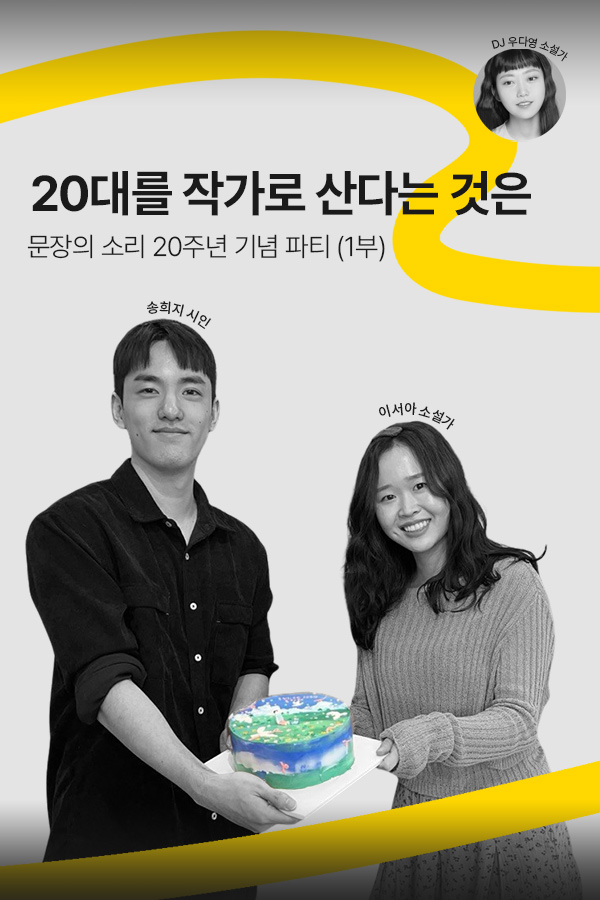 DJ 우다영 소설가
20대를 작가로 산다는 것은
문장의 소리 20주년 기념 파티 (1부)
송희지 시인
이서아 소설가